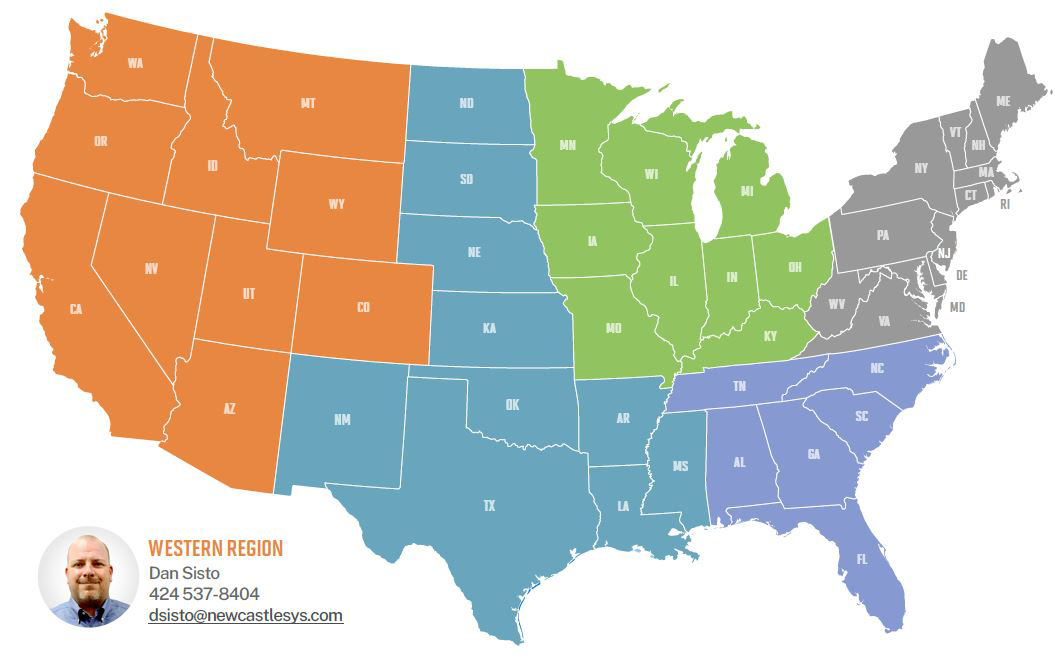 WA
MT
ND
ME
OR
ID
MN
VT
NH
SD
WI
MI
NY
MA
CT
RI
WY
NV
NE
IA
PA
NJ
DE
UT
CO
CA
KA
IL
IN
OH
WV
MD
VA
MO
KY
AZ
NM
OK
AR
TN
NC
SC
TX
LA
MS
AL
GA
FL
WESTERN REGION
Dan Sisto
424 537-8404
dsisto@newcastlesys.com